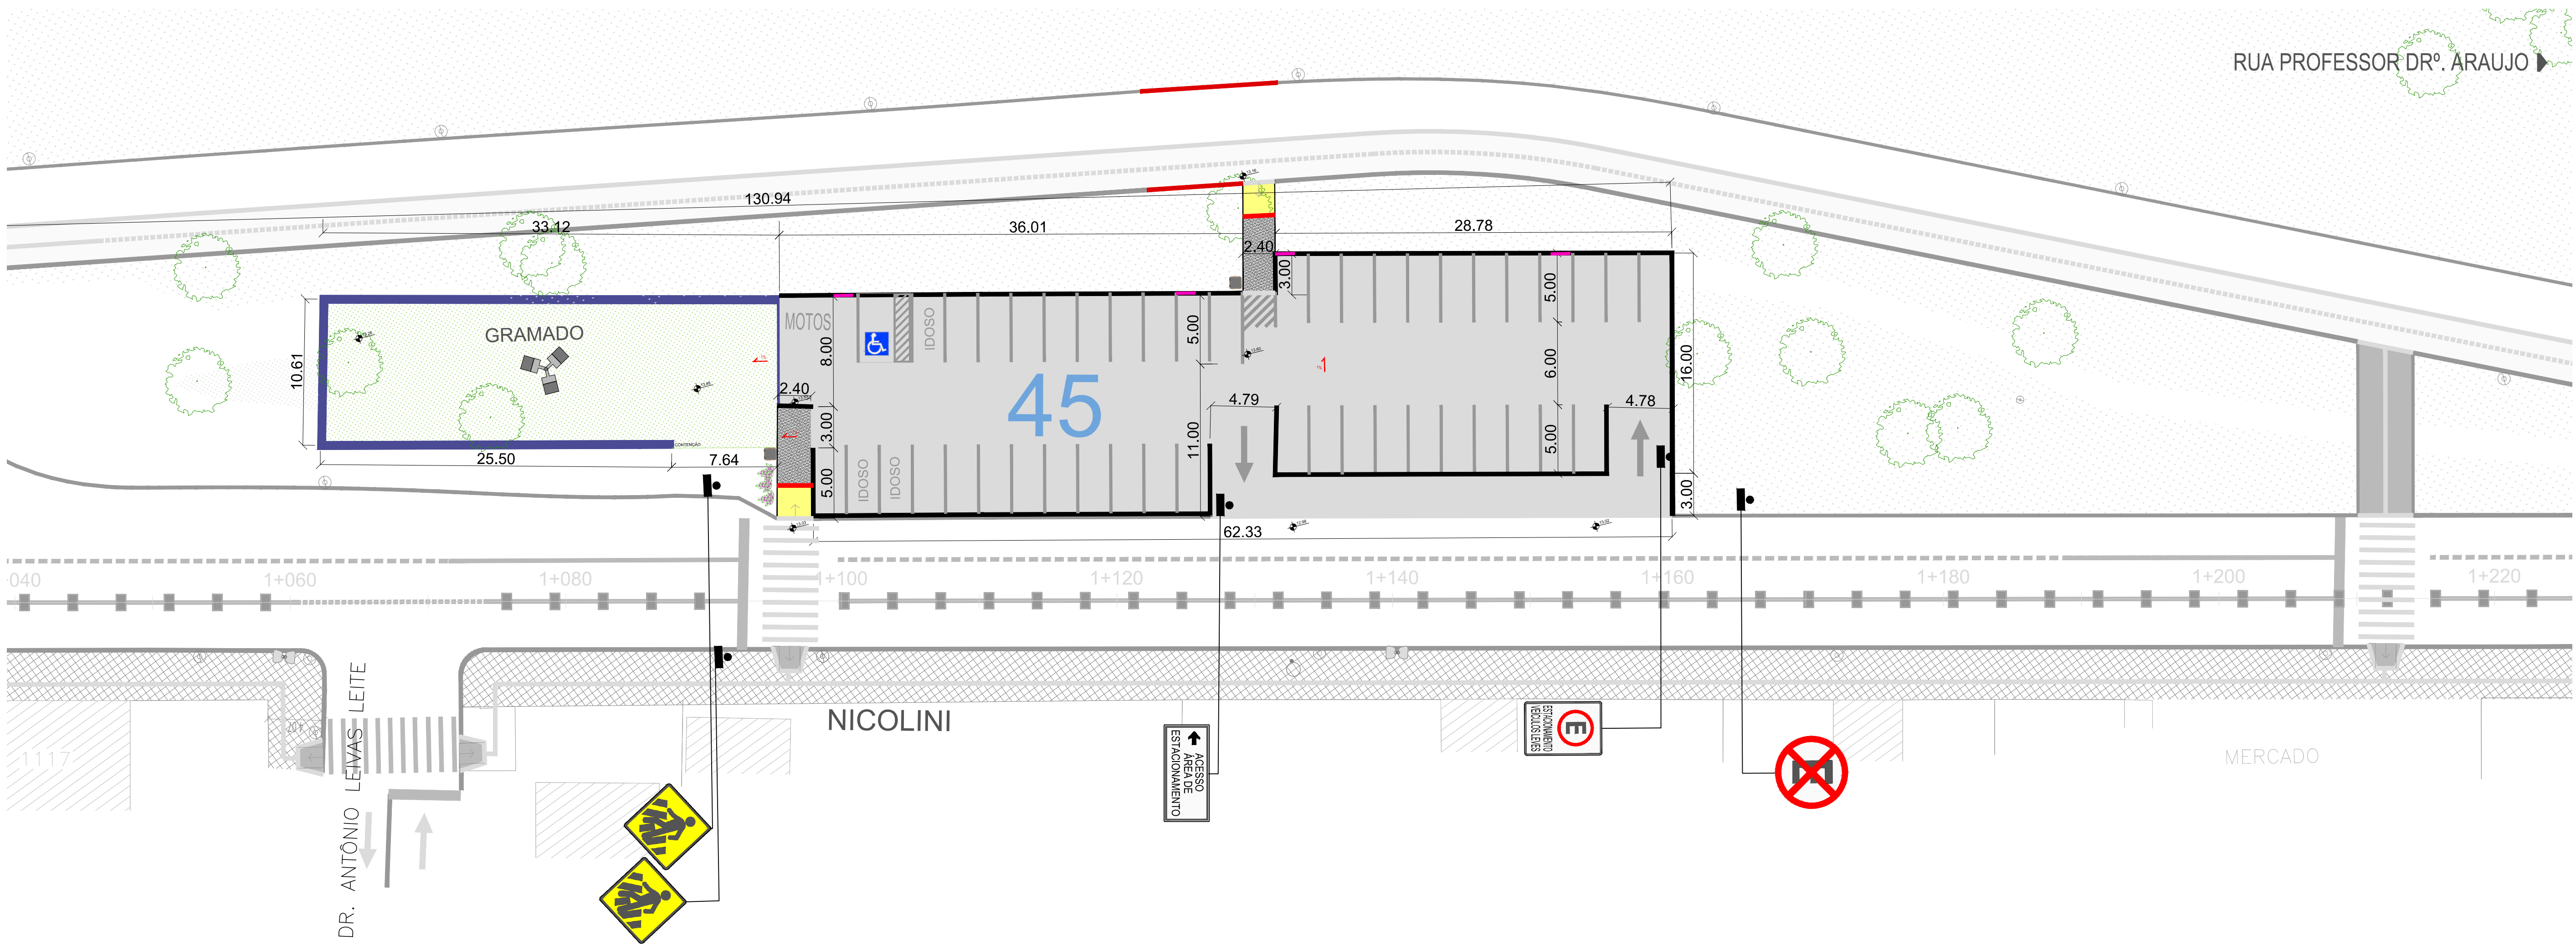 RUA PROFESSOR DRº. ARAUJO
130.94
33.12
36.01
28.78
2.40
3.00
5.00
MOTOS
IDOSO
8.00
5.00
GRAMADO
10.61
6.00
16.00
45
2.40
4.79
4.78
3.00
11.00
5.00
CONTENÇÃO
25.50
7.64
5.00
IDOSO
IDOSO
3.00
62.33
1+060
1+080
1+100
1+120
1+140
1+160
1+180
1+200
1+220
DR. ANTÔNIO LEIVAS LEITE
NICOLINI
1117
MERCADO
ACESSO
ÁREA DE
ESTACIONAMENTO
E
ESTACIONAMENTO
VEÍCULOS LEVES